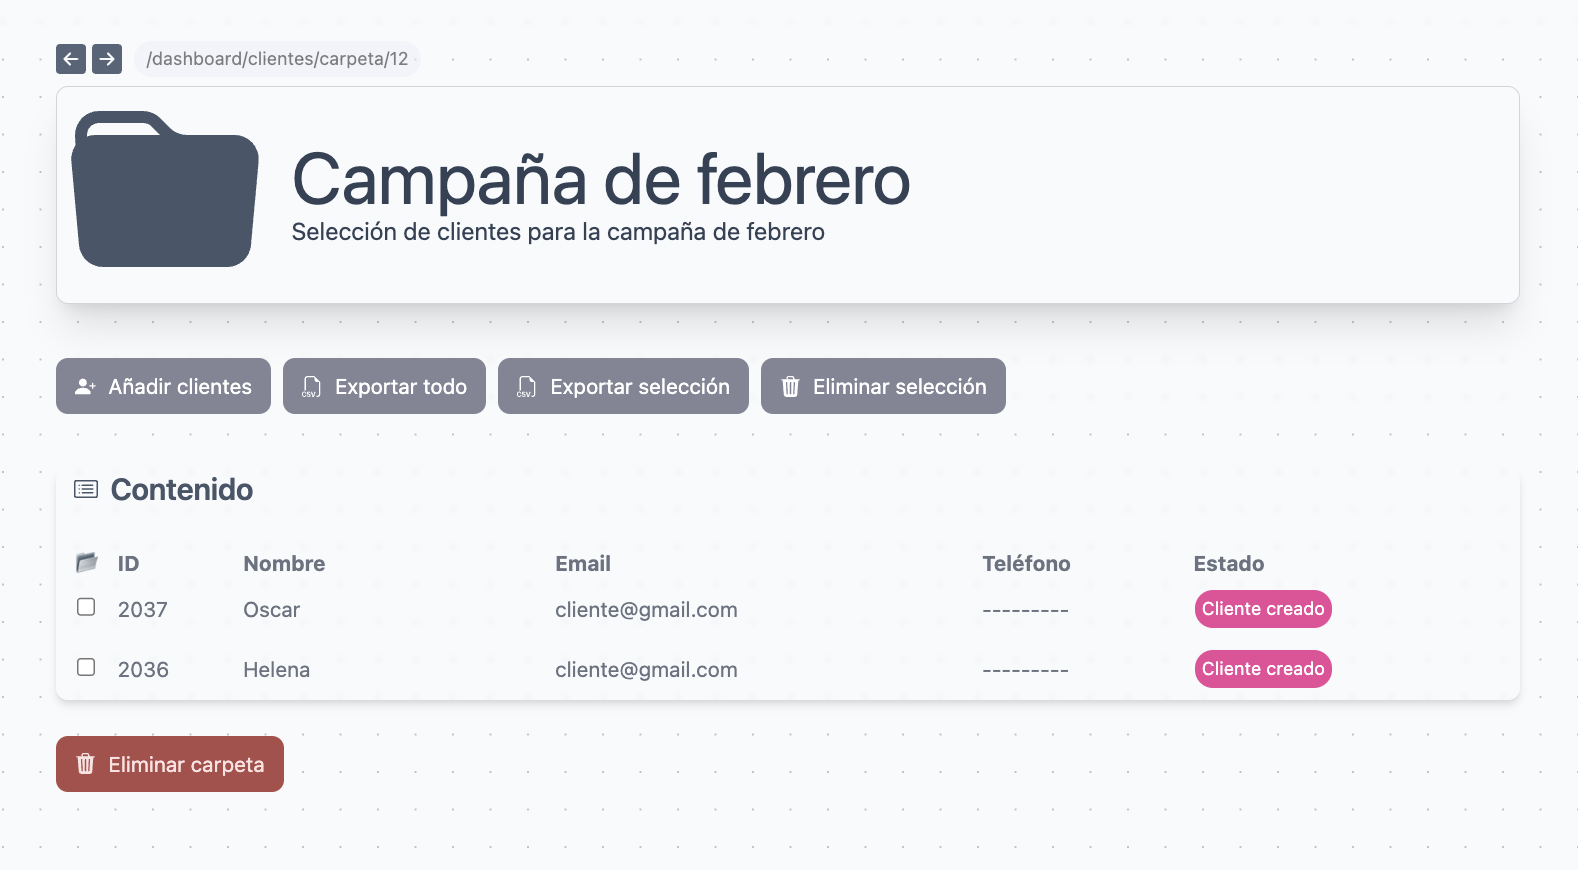 /dashboard/clientes/carpeta/12
Campaña de febrero
Selección de clientes para la campaña de febrero
Añadir clientes
CSV Exportar todo
CSV Exportar selección
Eliminar selección
Contenido
ID Nombre Email Teléfono Estado
2037 Oscar cliente@gmail.com --------- Cliente creado
2036 Helena cliente@gmail.com --------- Cliente creado
Eliminar carpeta